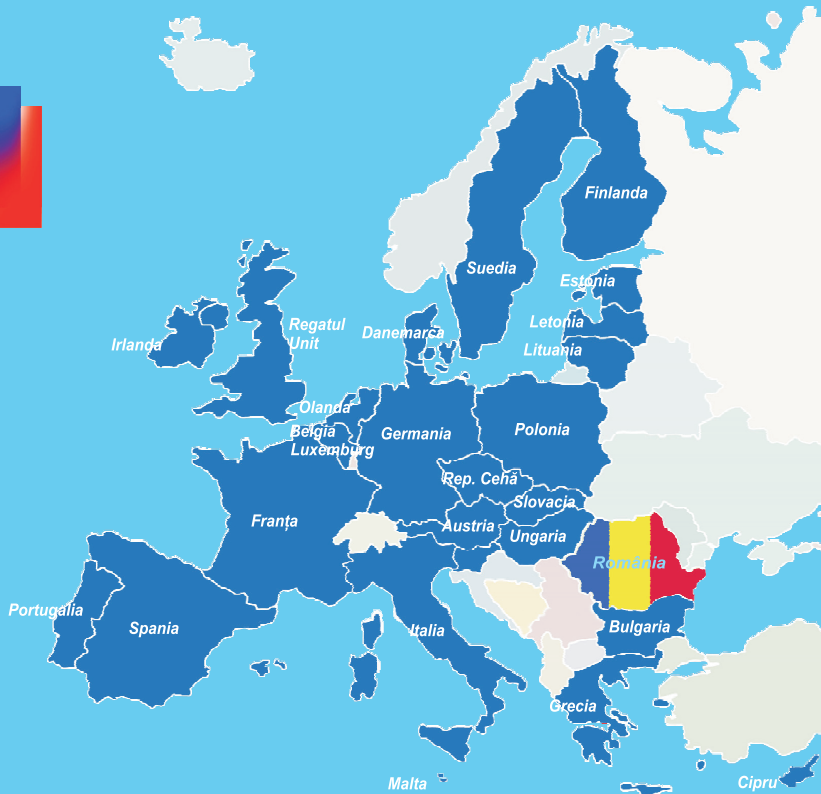 Finlanda
Suedia
Estonia
Letonia
Lituania
Danemarca
Regatul
Unit
Irlanda
Olanda
Belgia
Luxemburg
Germania
Polonia
Rep. Cehă
Slovacia
Austria
Ungaria
Franța
România
Portugalia
Spania
Italia
Bulgaria
Grecia
Malta
Cipru